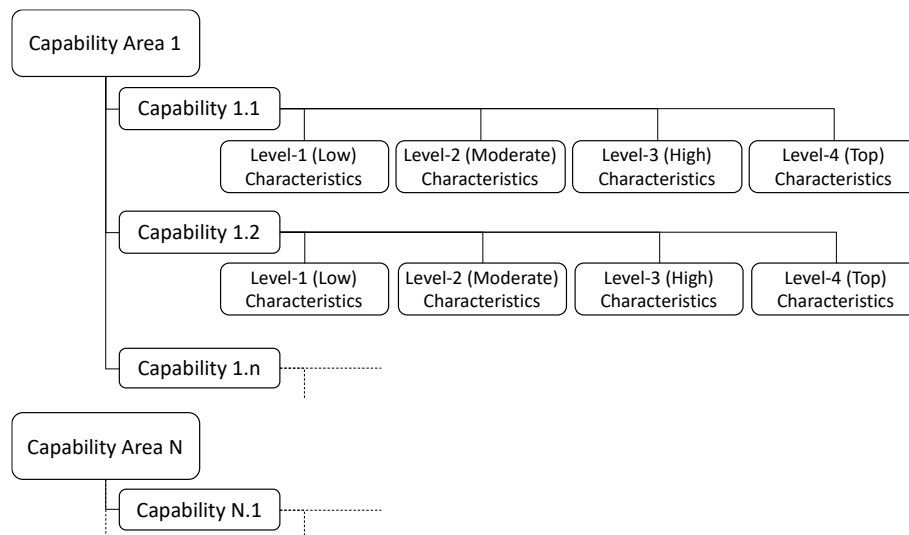 Capability Area 1
Capability 1.1
Level-1 (Low)
Characteristics
Level-2 (Moderate)
Characteristics
Level-3 (High)
Characteristics
Level-4 (Top)
Characteristics
Capability 1.2
Level-1 (Low)
Characteristics
Level-2 (Moderate)
Characteristics
Level-3 (High)
Characteristics
Level-4 (Top)
Characteristics
Capability 1.n
Capability Area N
Capability N.1